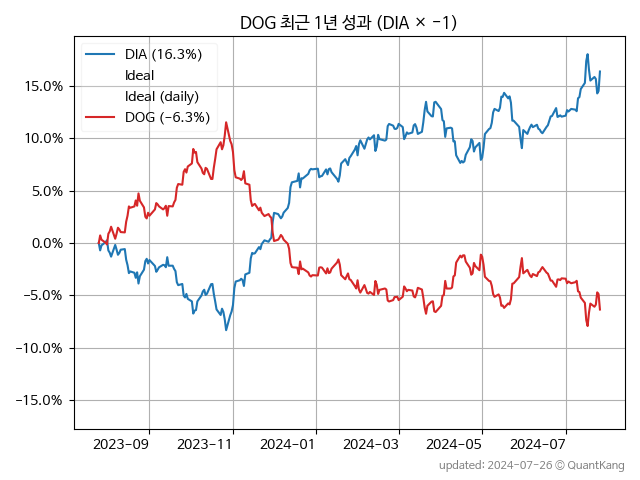 DOG 최근 1년 성과 (DIA × −1)
DIA (16.3%)
Ideal
Ideal (daily)
DOG (−6.3%)
15.0%
10.0%
5.0%
0.0%
−5.0%
−10.0%
−15.0%
2023-09 2023-11 2024-01 2024-03 2024-05 2024-07
updated: 2024-07-26 © QuantKang